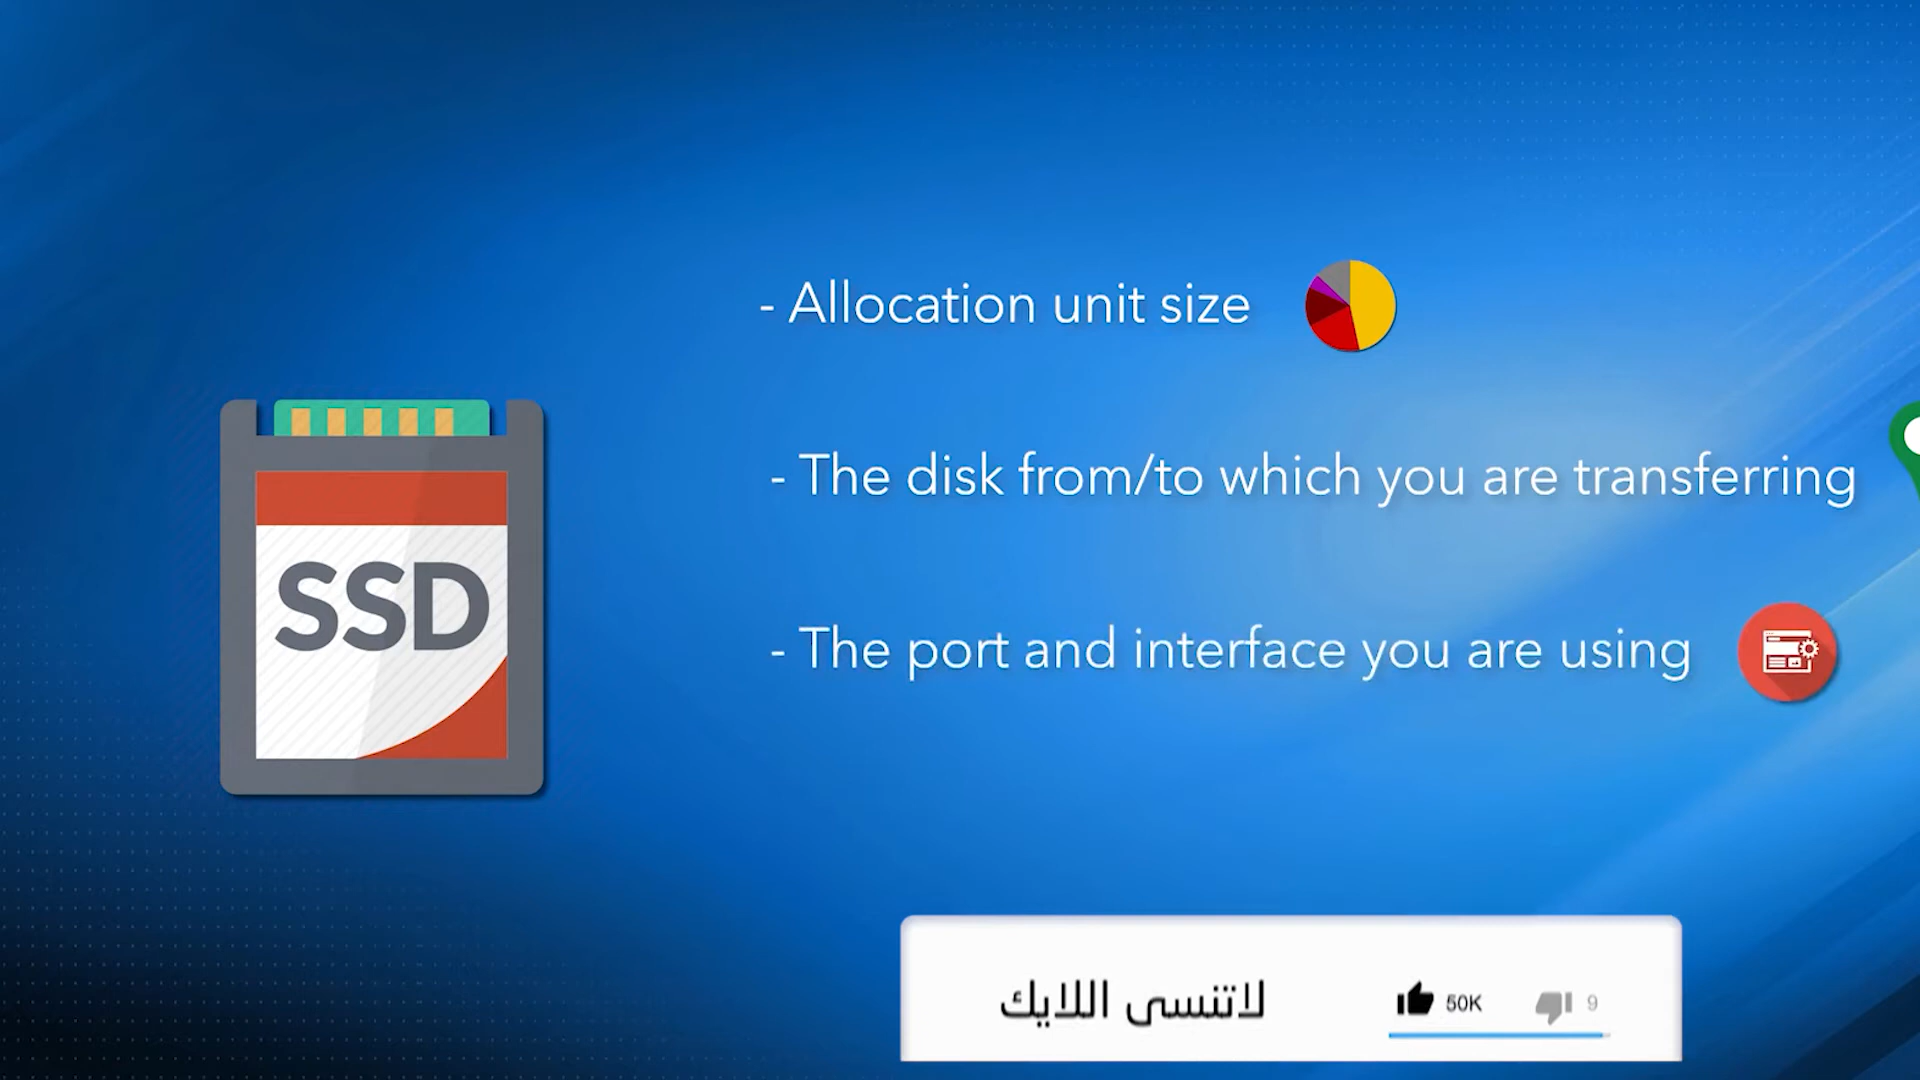 - Allocation unit size
- The disk from/to which you are transferring
SSD
- The port and interface you are using
لاتنسى اللايك
50K
9